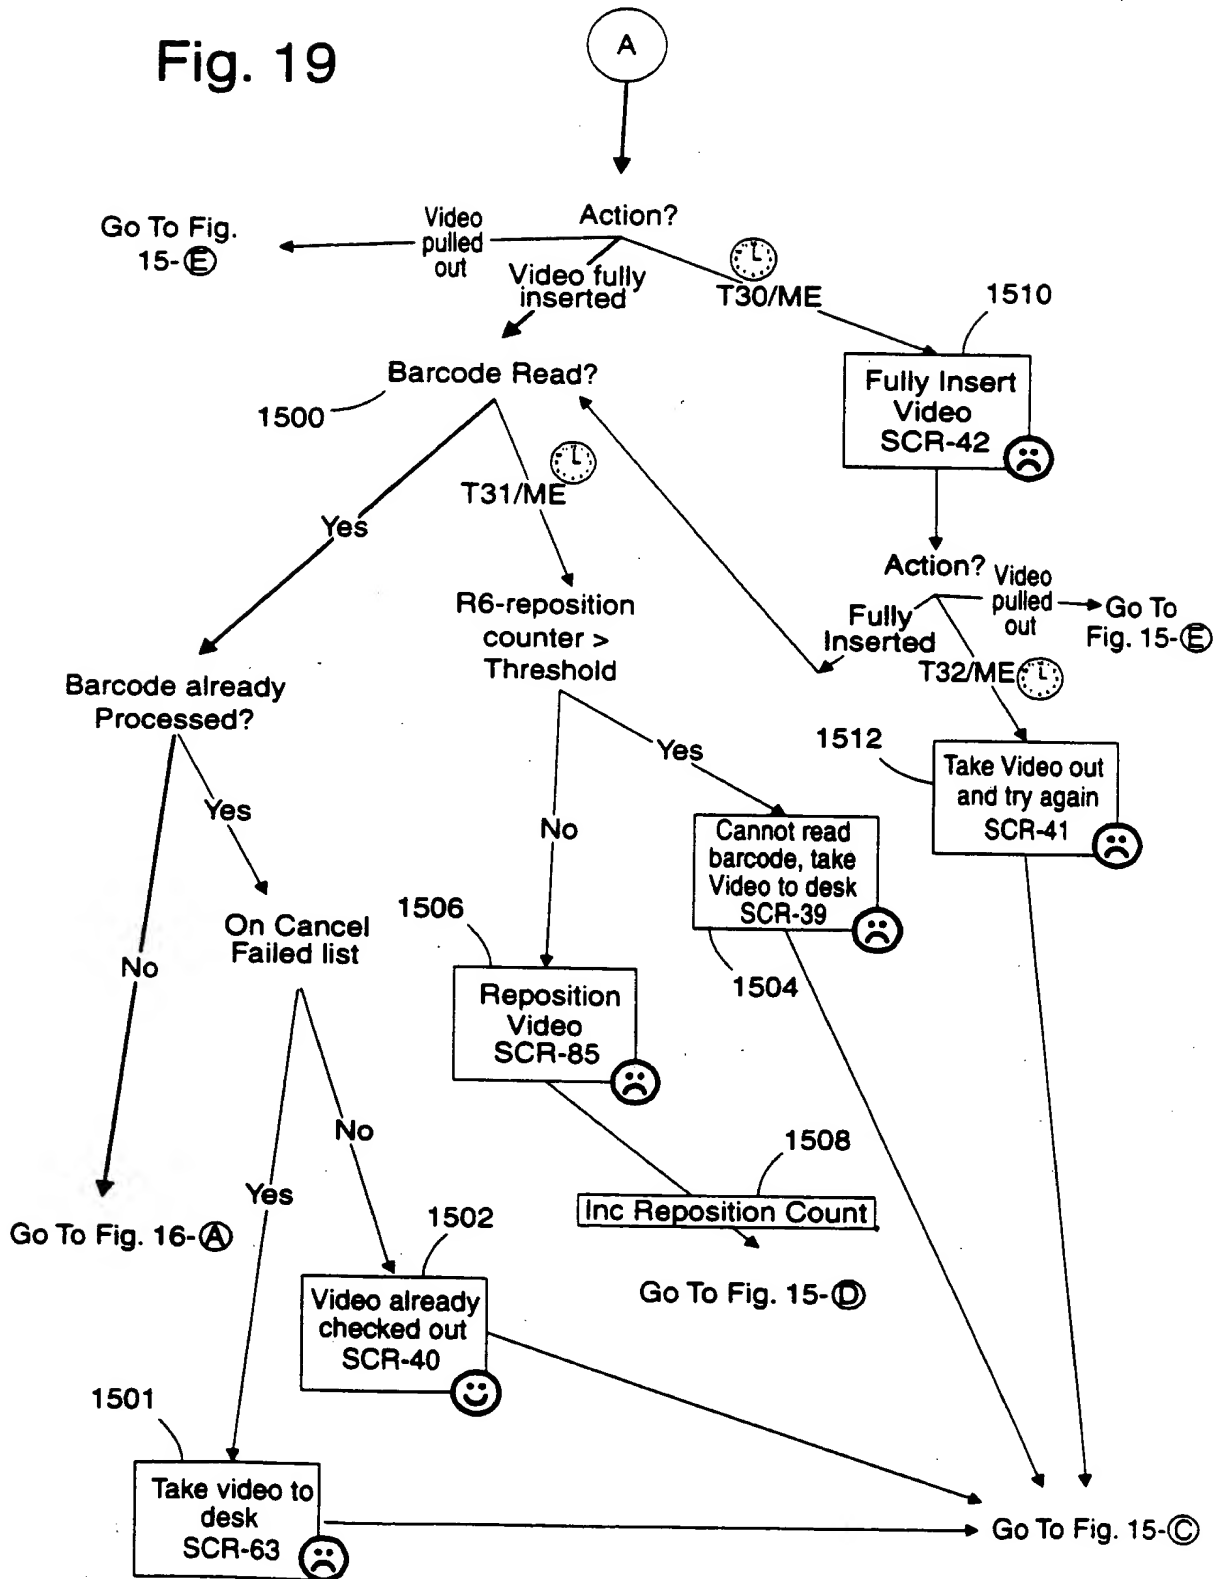 Fig. 19
A
Action?
Go To Fig.
15-E
Video
pulled
out
Video fully
inserted
T30/ME
1510
Fully Insert
Video
SCR-42
Barcode Read?
1500
T31/ME
Yes
Action?
Video
pulled
out
Go To
Fig. 15-E
Fully
Inserted
T32/ME
R6-reposition
counter >
Threshold
Barcode already
Processed?
1512
Take Video out
and try again
SCR-41
Yes
Yes
No
Cannot read
barcode, take
Video to desk
SCR-39
1504
1506
On Cancel
Failed list
No
Reposition
Video
SCR-85
No
1508
Inc Reposition Count
Yes
1502
Go To Fig. 16-A
Go To Fig. 15-D
Video already
checked out
SCR-40
1501
Take video to
desk
SCR-63
Go To Fig. 15-C